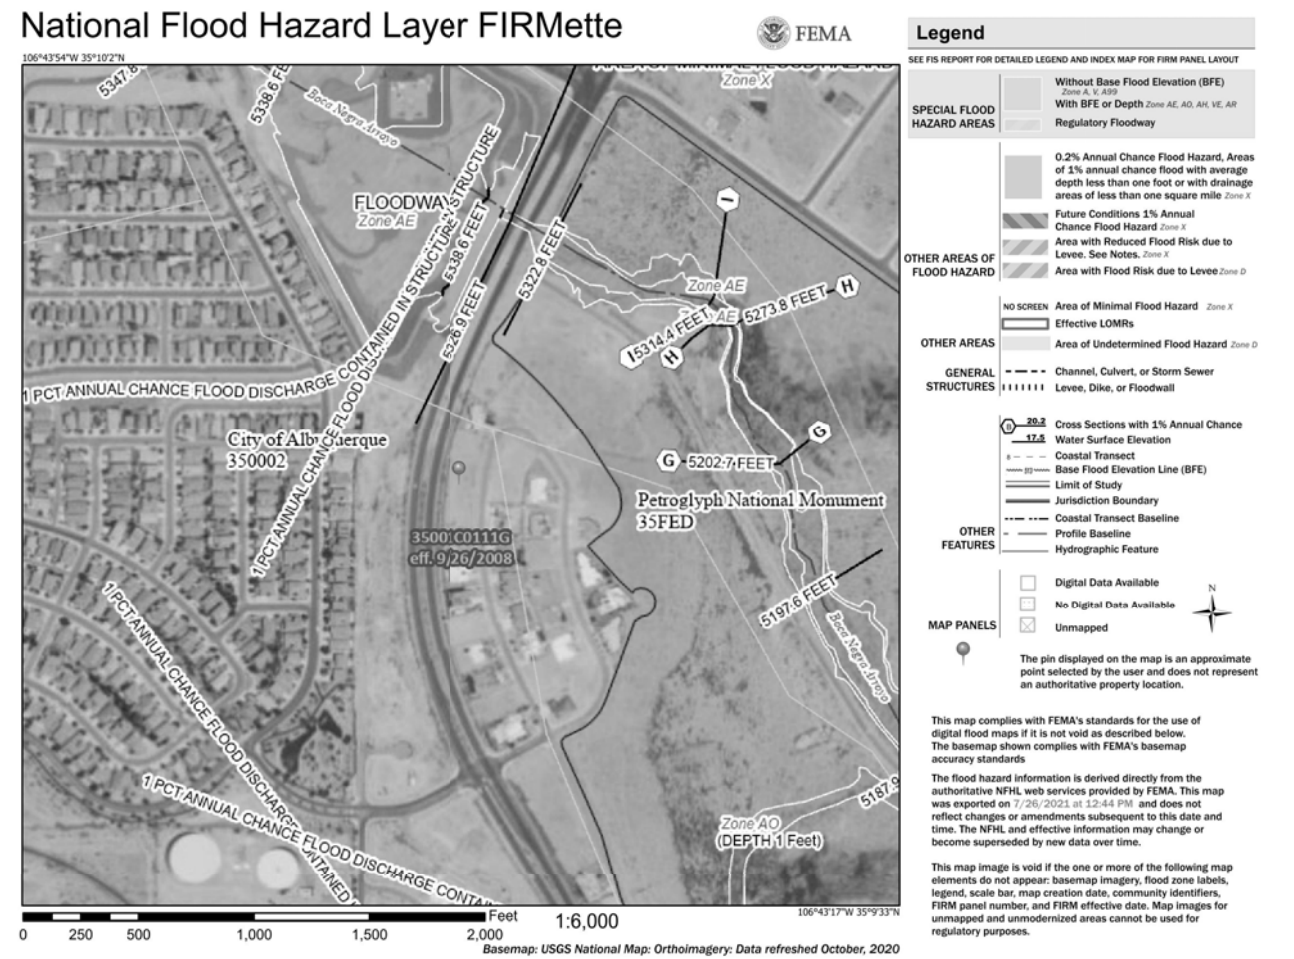 National Flood Hazard Layer FIRMette
FEMA
106°43'54"W 35°10'2"N
5347.8
5338.6 FE
Boca Negra Arroyo
AREA OF MINIMAL FLOOD HAZARD
Zone X
FLOODWAY
Zone AE
IN STRUCTURE
5338.6 FEET
5326.9 FEET
5322.8 FEET
I
Zone AE
AE
5273.8 FEET
H
I
5314.4 FEET
H
1 PCT ANNUAL CHANCE FLOOD DISCHARGE CONTAINED IN STRUCTURE
1 PCT ANNUAL CHANCE FLOOD DISC
City of Albuquerque
350002
G
5202.7 FEET
G
Petroglyph National Monument
35FED
35001C0111G
eff. 9/26/2008
5197.6 FEET
Boca Negra Arroyo
1 PCT ANNUAL CHANCE FLOOD DISCHARGE
NTAINED IN
1 PCT ANNUAL CHANCE FLOOD DISCHARGE CONTA
5187.9
Zone AO
(DEPTH 1 Feet)
106°43'17"W 35°9'33"N
Feet
1:6,000
0 250 500 1,000 1,500 2,000
Basemap: USGS National Map: Orthoimagery: Data refreshed October, 2020
Legend
SEE FIS REPORT FOR DETAILED LEGEND AND INDEX MAP FOR FIRM PANEL LAYOUT
SPECIAL FLOOD
HAZARD AREAS
Without Base Flood Elevation (BFE)
Zone A, V, A99
With BFE or Depth Zone AE, AO, AH, VE, AR
Regulatory Floodway
OTHER AREAS OF
FLOOD HAZARD
0.2% Annual Chance Flood Hazard, Areas
of 1% annual chance flood with average
depth less than one foot or with drainage
areas of less than one square mile Zone X
Future Conditions 1% Annual
Chance Flood Hazard Zone X
Area with Reduced Flood Risk due to
Levee. See Notes. Zone X
Area with Flood Risk due to Levee Zone D
OTHER AREAS
NO SCREEN Area of Minimal Flood Hazard Zone X
Effective LOMRs
Area of Undetermined Flood Hazard Zone D
GENERAL
STRUCTURES
Channel, Culvert, or Storm Sewer
Levee, Dike, or Floodwall
OTHER
FEATURES
B 20.2 Cross Sections with 1% Annual Chance
17.5 Water Surface Elevation
8 Coastal Transect
Base Flood Elevation Line (BFE)
Limit of Study
Jurisdiction Boundary
Coastal Transect Baseline
Profile Baseline
Hydrographic Feature
MAP PANELS
Digital Data Available
No Digital Data Available
Unmapped
N
The pin displayed on the map is an approximate
point selected by the user and does not represent
an authoritative property location.
This map complies with FEMA's standards for the use of
digital flood maps if it is not void as described below.
The basemap shown complies with FEMA's basemap
accuracy standards
The flood hazard information is derived directly from the
authoritative NFHL web services provided by FEMA. This map
was exported on 7/26/2021 at 12:44 PM and does not
reflect changes or amendments subsequent to this date and
time. The NFHL and effective information may change or
become superseded by new data over time.
This map image is void if the one or more of the following map
elements do not appear: basemap imagery, flood zone labels,
legend, scale bar, map creation date, community identifiers,
FIRM panel number, and FIRM effective date. Map images for
unmapped and unmodernized areas cannot be used for
regulatory purposes.